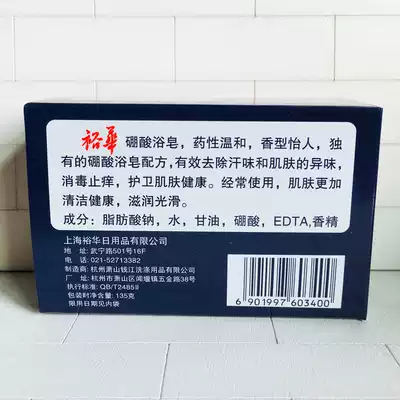 裕華 硼酸浴皂，药性温和，香型怡人，独
有的硼酸浴皂配方，有效去除汗味和肌肤的异味，
消毒止痒，护卫肌肤健康。经常使用，肌肤更加
清洁健康，滋润光滑。
成分：脂肪酸钠，水，甘油，硼酸，EDTA,香精
上海裕华日用品有限公司
地 址: 武宁路501号16F
电 话: 021-52713382
制造商: 杭州萧山钱江洗涤用品有限公司
厂 址: 杭州市萧山区闻堰镇五金路38号
执行标准: QB/T2485Ⅱ
包装时净含量: 135克
限用日期见内袋
6 901997 603400